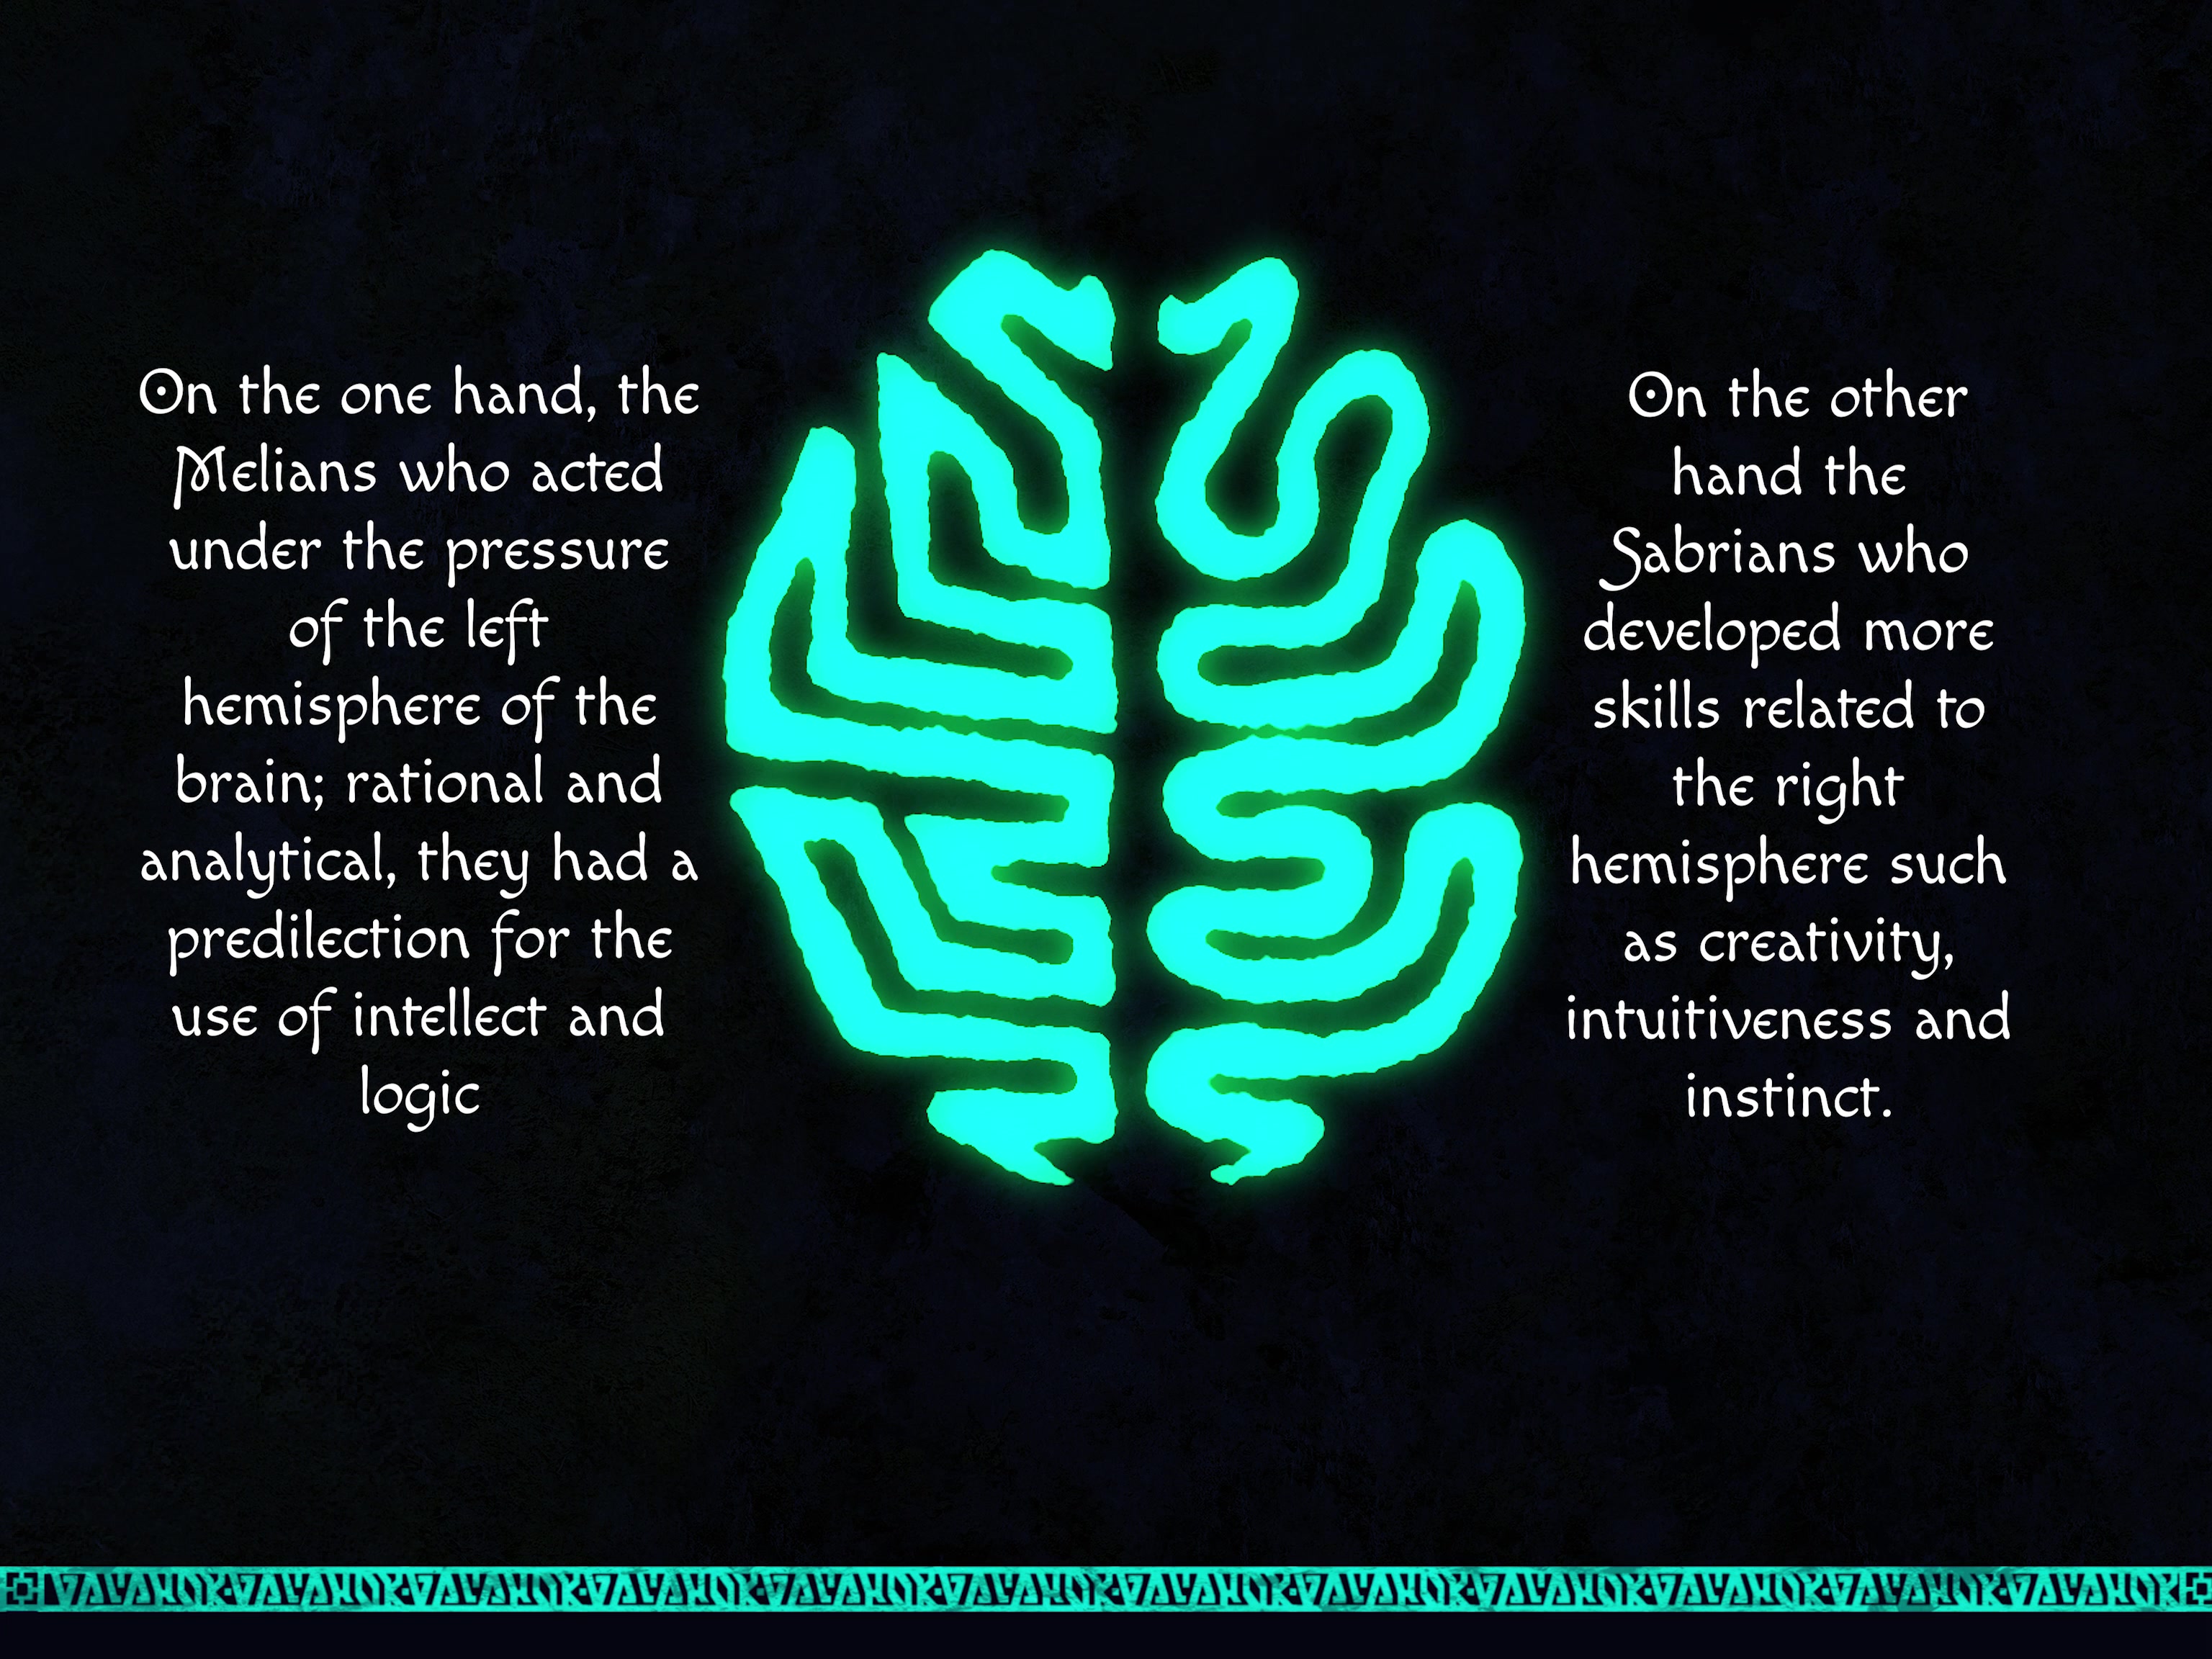 On the one hand, the
Melians who acted
under the pressure
of the left
hemisphere of the
brain; rational and
analytical, they had a
predilection for the
use of intellect and
logic
On the other
hand the
Sabrians who
developed more
skills related to
the right
hemisphere such
as creativity,
intuitiveness and
instinct.